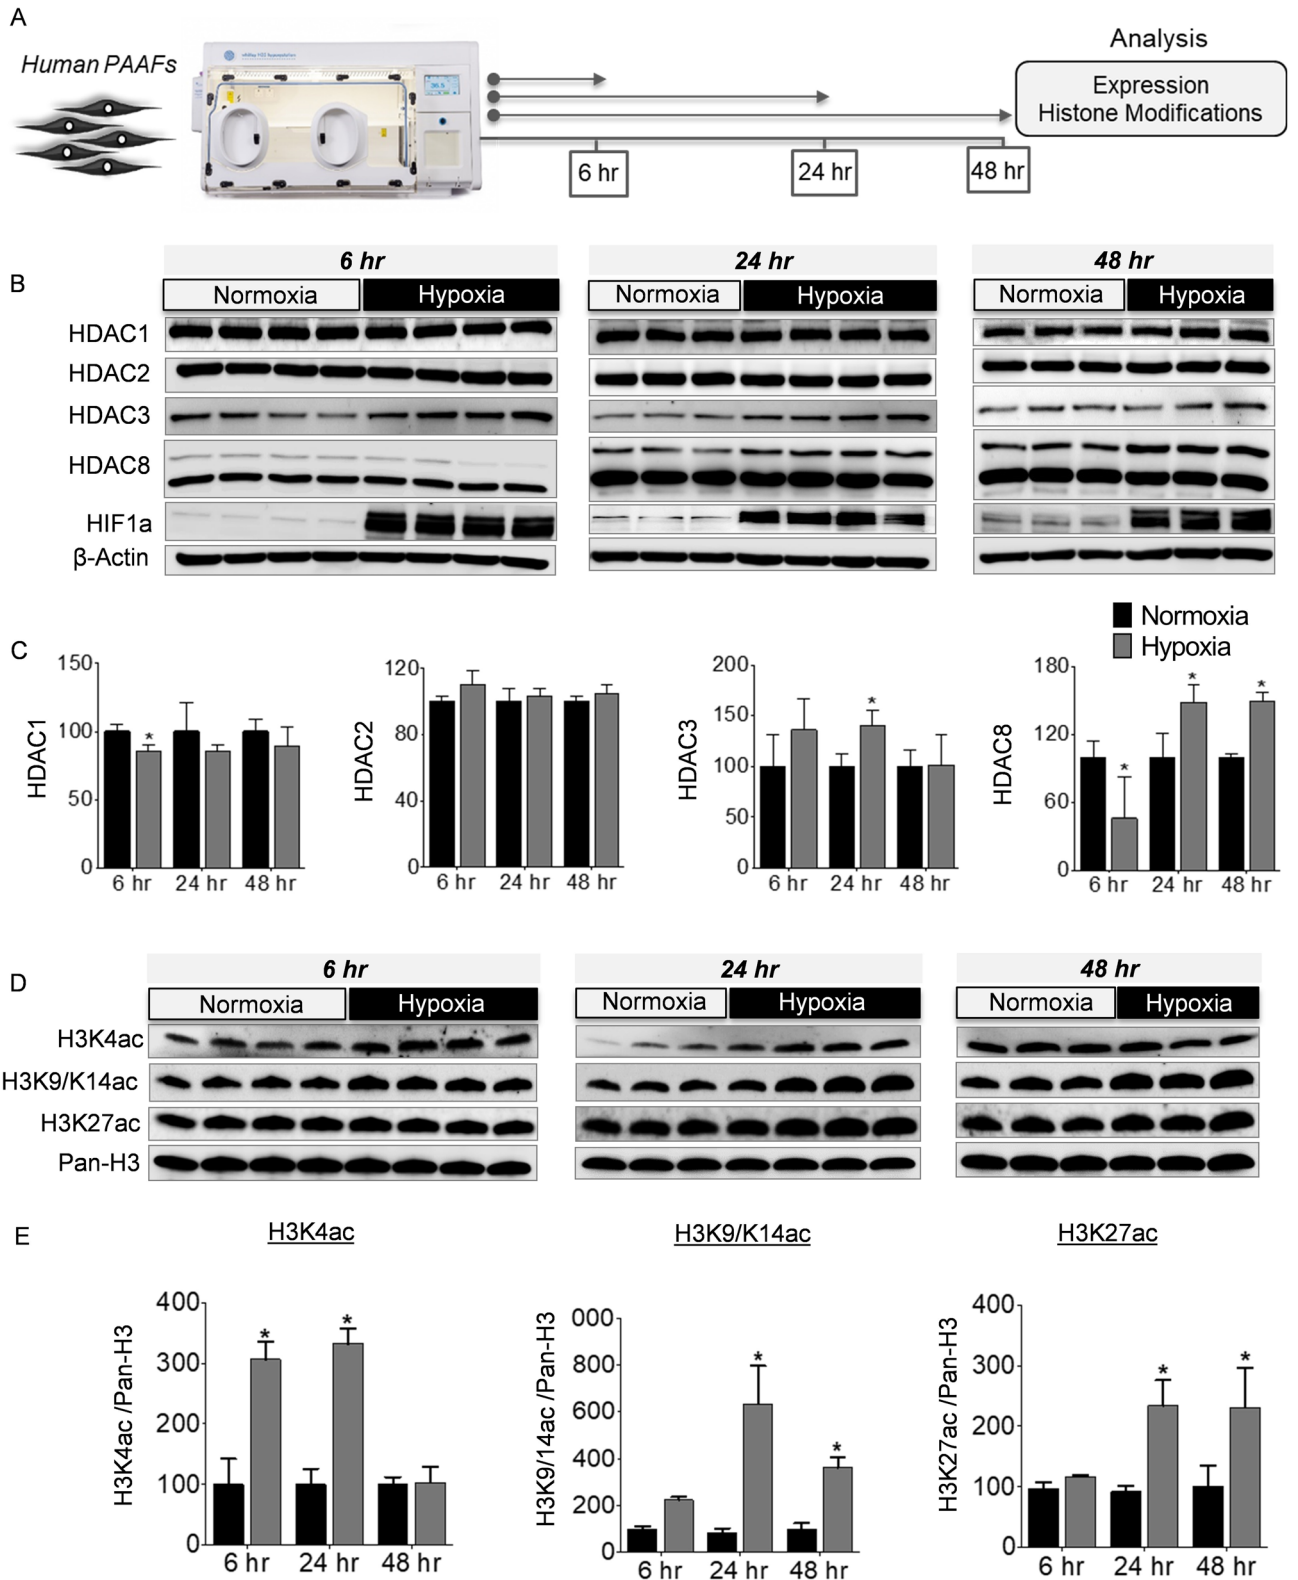 A
Human PAAFs
Analysis
Expression
Histone Modifications
6 hr
24 hr
48 hr
B
6 hr
24 hr
48 hr
Normoxia
Hypoxia
Normoxia
Hypoxia
Normoxia
Hypoxia
HDAC1
HDAC2
HDAC3
HDAC8
HIF1a
β-Actin
Normoxia
Hypoxia
C
HDAC1
150
100
50
0
*
6 hr
24 hr
48 hr
HDAC2
120
80
40
0
6 hr
24 hr
48 hr
HDAC3
200
150
100
50
0
*
6 hr
24 hr
48 hr
HDAC8
180
120
60
0
*
*
*
6 hr
24 hr
48 hr
D
6 hr
24 hr
48 hr
Normoxia
Hypoxia
Normoxia
Hypoxia
Normoxia
Hypoxia
H3K4ac
H3K9/K14ac
H3K27ac
Pan-H3
E
H3K4ac
H3K4ac /Pan-H3
400
300
200
100
0
*
*
6 hr
24 hr
48 hr
H3K9/K14ac
H3K9/14ac /Pan-H3
000
800
600
400
200
0
*
*
6 hr
24 hr
48 hr
H3K27ac
H3K27ac /Pan-H3
400
300
200
100
0
*
*
6 hr
24 hr
48 hr